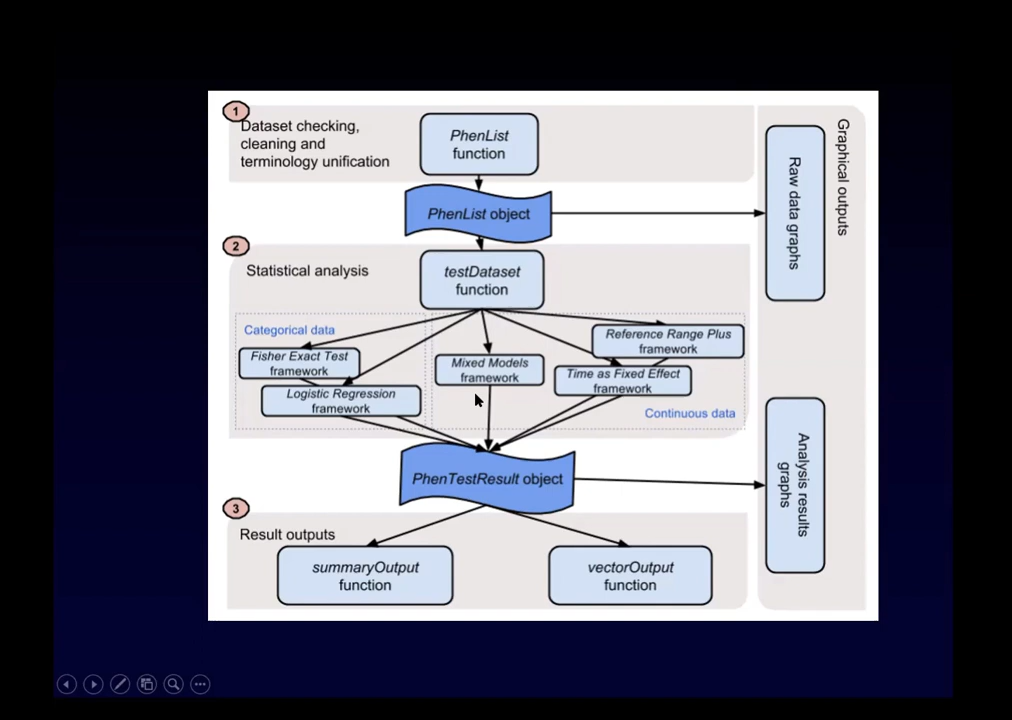 1
Dataset checking,
cleaning and
terminology unification
PhenList
function
PhenList object
2
Statistical analysis
testDataset
function
Categorical data
Fisher Exact Test
framework
Logistic Regression
framework
Mixed Models
framework
Reference Range Plus
framework
Time as Fixed Effect
framework
Continuous data
PhenTestResult object
3
Result outputs
summaryOutput
function
vectorOutput
function
Graphical outputs
Raw data graphs
Analysis results
graphs